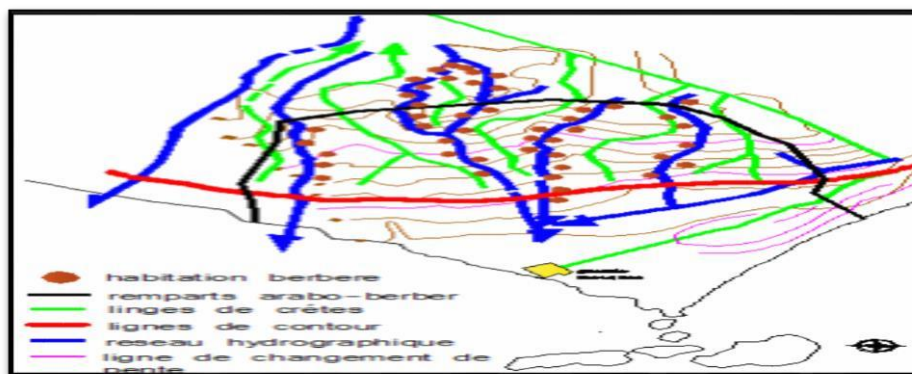 habitation berbere
remparts arabo-berber
linges de crêtes
lignes de contour
reseau hydrographique
ligne de changement de
pente